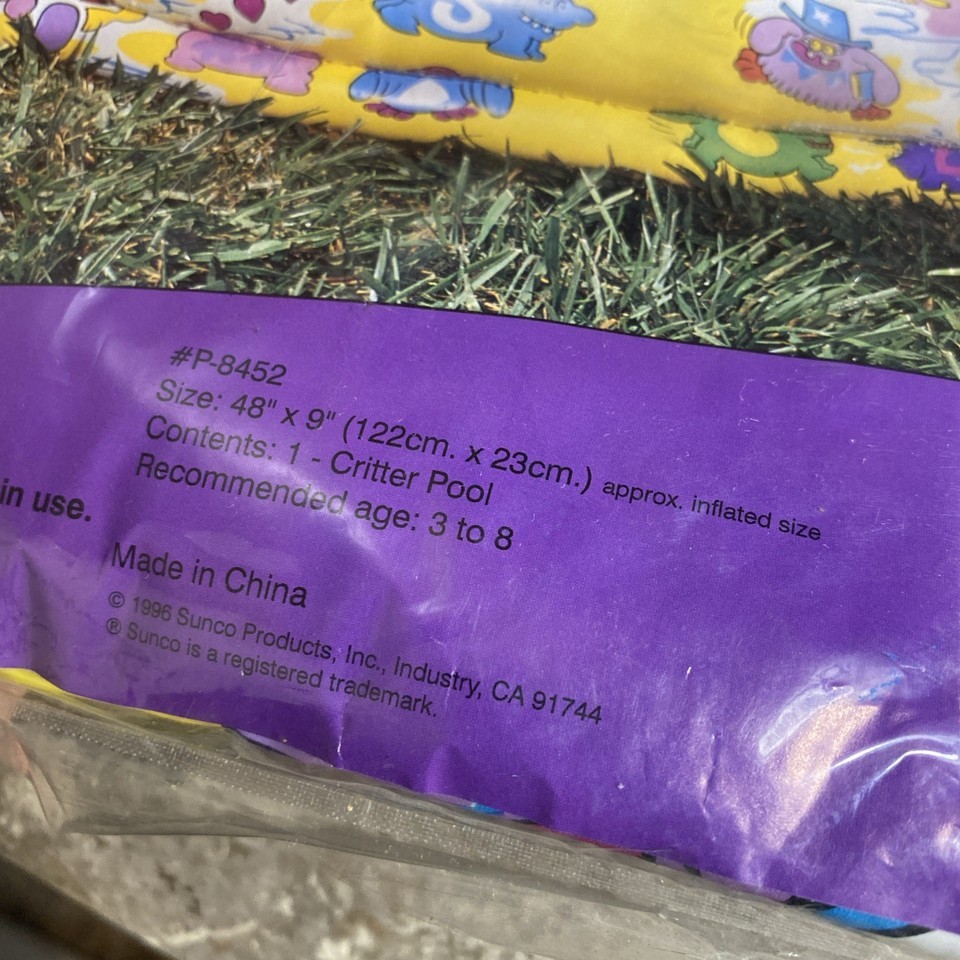 #P-8452
Size: 48" x 9" (122cm. x 23cm.) approx. inflated size
Contents: 1 - Critter Pool
Recommended age: 3 to 8
in use.
Made in China
© 1996 Sunco Products, Inc., Industry, CA 91744
® Sunco is a registered trademark.